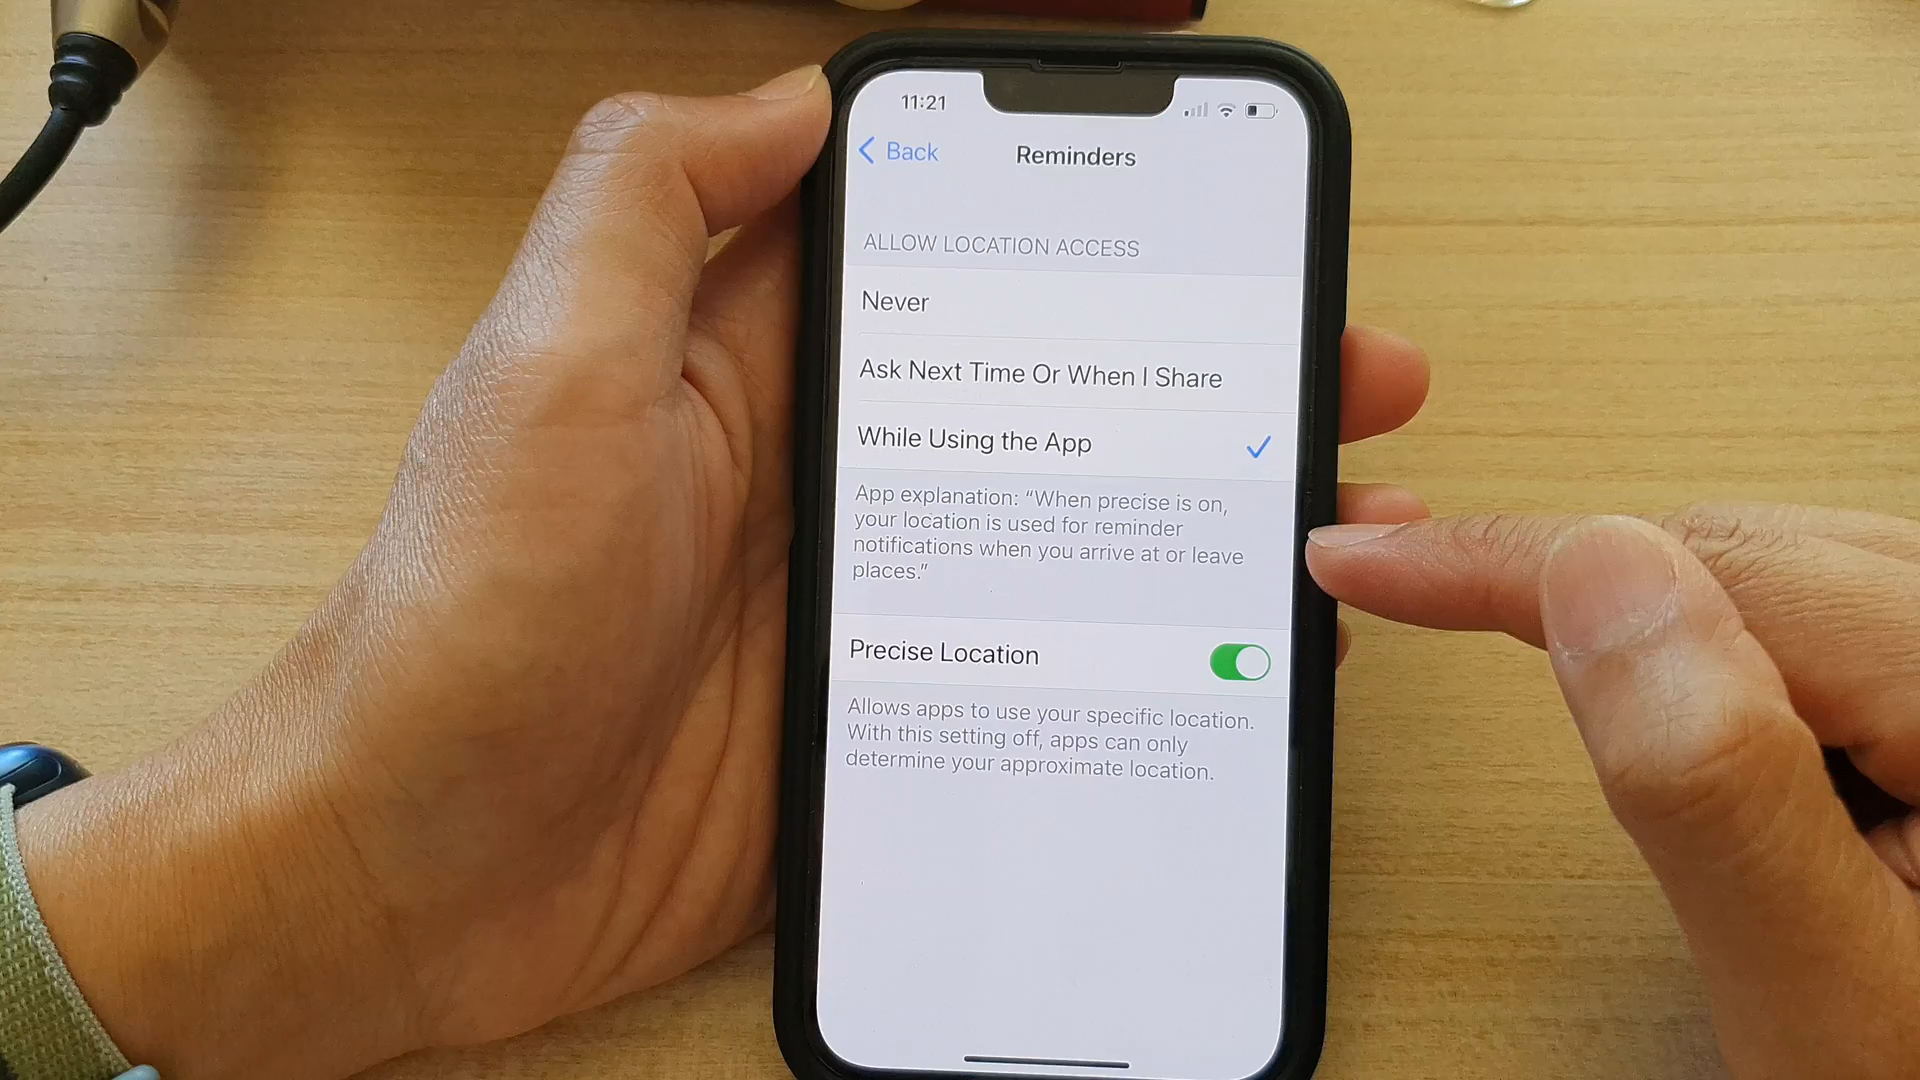 11:21
Back
Reminders
ALLOW LOCATION ACCESS
Never
Ask Next Time Or When I Share
While Using the App
App explanation: “When precise is on,
your location is used for reminder
notifications when you arrive at or leave
places.”
Precise Location
Allows apps to use your specific location.
With this setting off, apps can only
determine your approximate location.